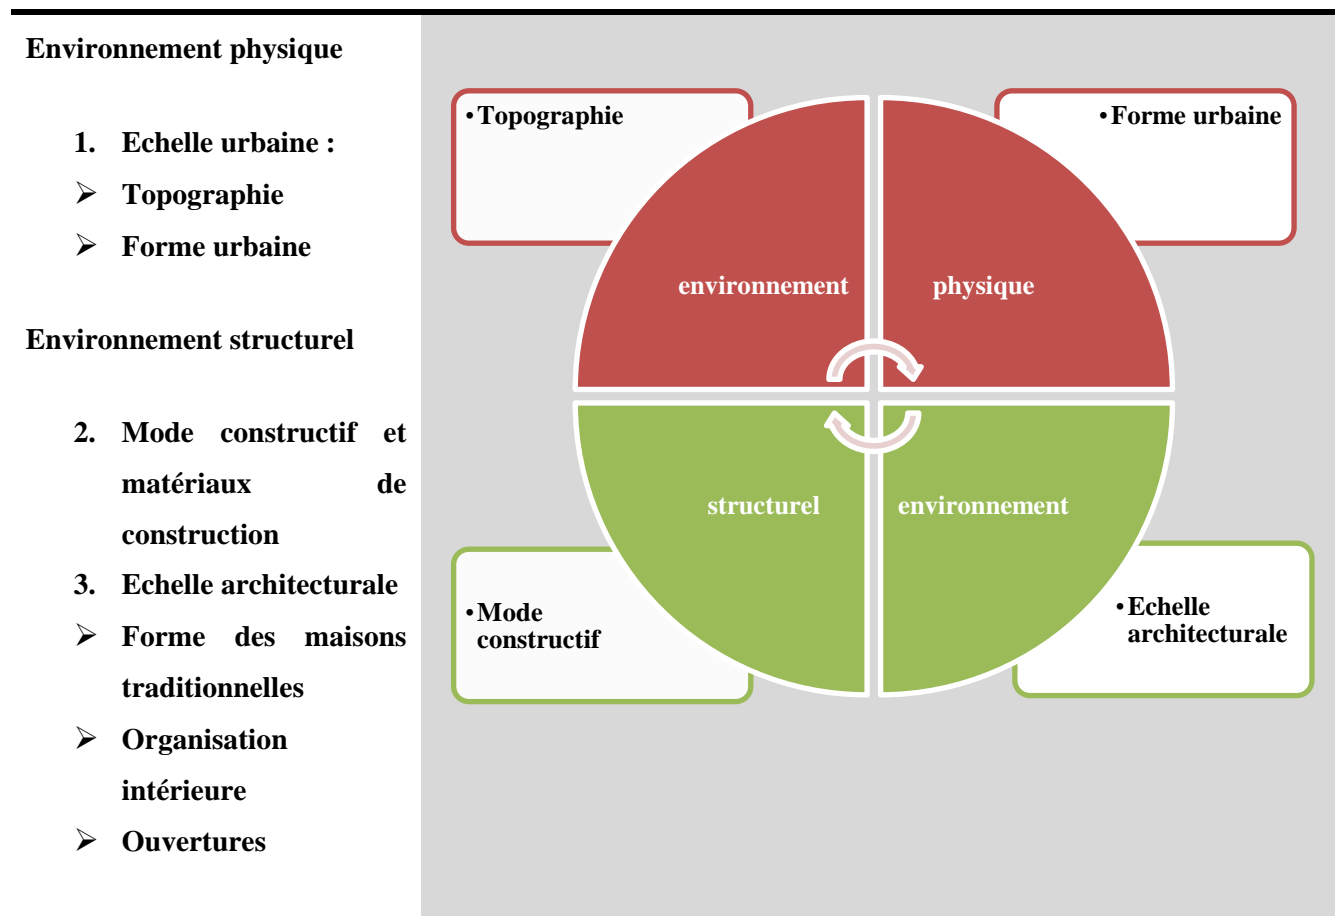 Environnement physique
1. Echelle urbaine :
➢ Topographie
➢ Forme urbaine
Environnement structurel
2. Mode constructif et
matériaux de
construction
3. Echelle architecturale
➢ Forme des maisons
traditionnelles
➢ Organisation
intérieure
➢ Ouvertures
•Topographie
•Forme urbaine
environnement
physique
structurel
environnement
•Mode
constructif
•Echelle
architecturale